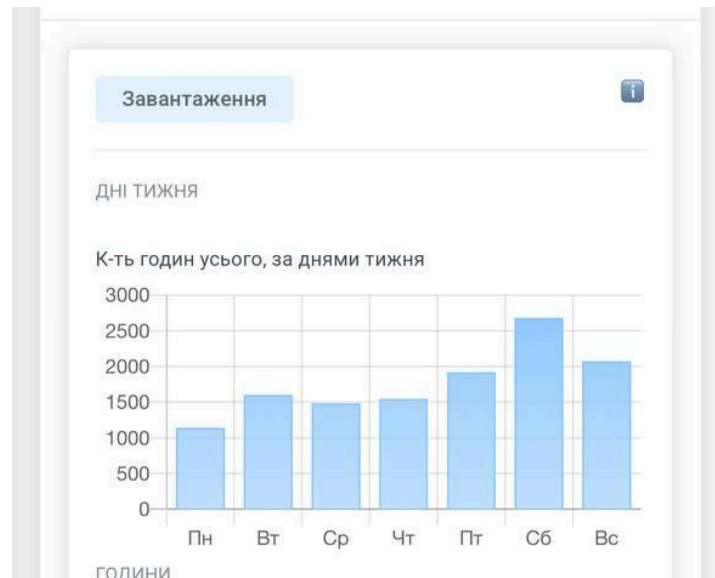 Завантаження
ДНІ ТИЖНЯ
К-ть годин усього, за днями тижня
3000
2500
2000
1500
1000
500
0
Пн Вт Ср Чт Пт Сб Вс
ГОДИНИ